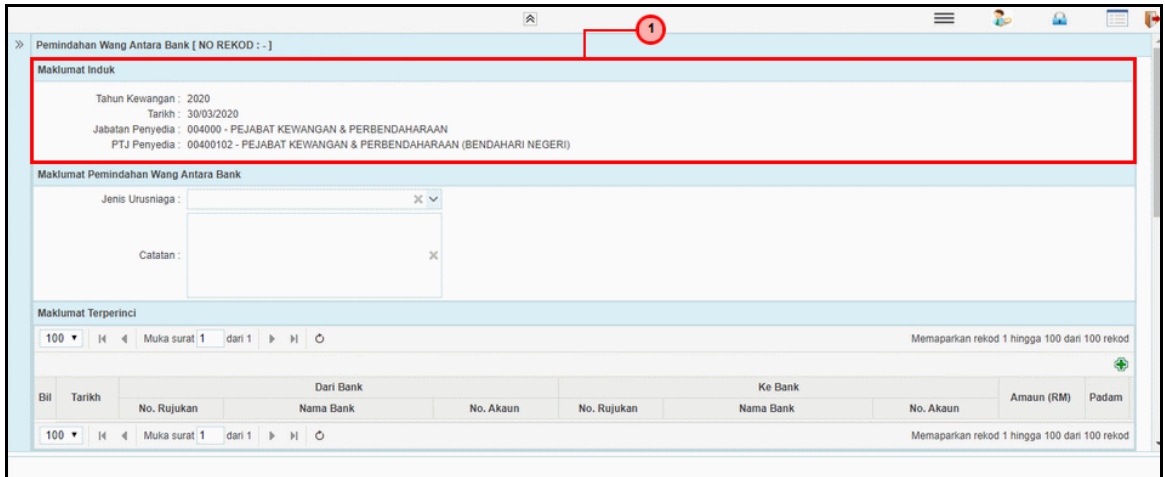 1
Pemindahan Wang Antara Bank [ NO REKOD : - ]
Maklumat Induk
Tahun Kewangan : 2020
Tarikh : 30/03/2020
Jabatan Penyedia : 004000 - PEJABAT KEWANGAN & PERBENDAHARAAN
PTJ Penyedia : 00400102 - PEJABAT KEWANGAN & PERBENDAHARAAN (BENDAHARI NEGERI)
Maklumat Pemindahan Wang Antara Bank
Jenis Urusniaga :
Catatan :
Maklumat Terperinci
100 Muka surat 1 dari 1 Memaparkan rekod 1 hingga 100 dari 100 rekod
Bil Tarikh Dari Bank Ke Bank Amaun (RM) Padam
No. Rujukan Nama Bank No. Akaun No. Rujukan Nama Bank No. Akaun
100 Muka surat 1 dari 1 Memaparkan rekod 1 hingga 100 dari 100 rekod